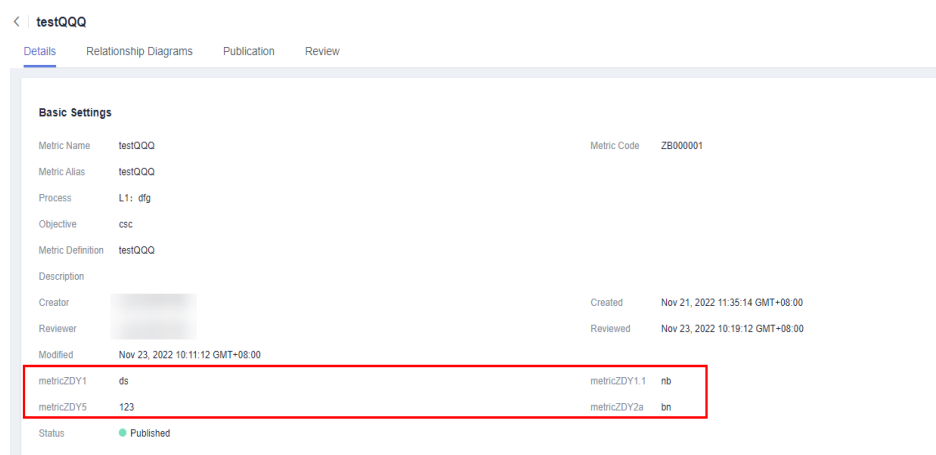 testQQQ
Details Relationship Diagrams Publication Review
Basic Settings
Metric Name testQQQ Metric Code ZB000001
Metric Alias testQQQ
Process L1: dfg
Objective csc
Metric Definition testQQQ
Description
Creator Created Nov 21, 2022 11:35:14 GMT+08:00
Reviewer Reviewed Nov 23, 2022 10:19:12 GMT+08:00
Modified Nov 23, 2022 10:11:12 GMT+08:00
metricZDY1 ds metricZDY1.1 nb
metricZDY5 123 metricZDY2a bn
Status Published